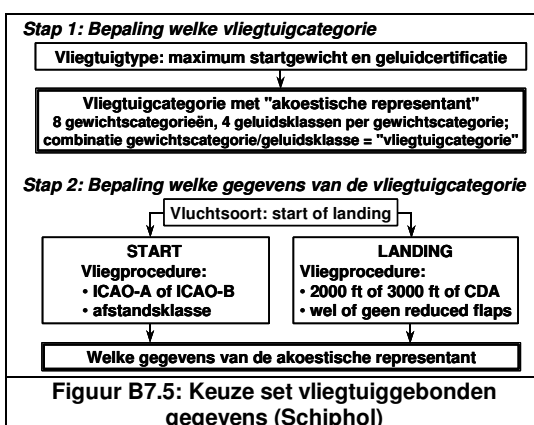 Stap 1: Bepaling welke vliegtuigcategorie
Vliegtuigtype: maximum startgewicht en geluidcertificatie
Vliegtuigcategorie met "akoestische representant"
8 gewichtscategorieën, 4 geluidsklassen per gewichtscategorie;
combinatie gewichtscategorie/geluidsklasse = "vliegtuigcategorie"
Stap 2: Bepaling welke gegevens van de vliegtuigcategorie
Vluchtsoort: start of landing
START
Vliegprocedure:
• ICAO-A of ICAO-B
• afstandsklasse
LANDING
Vliegprocedure:
• 2000 ft of 3000 ft of CDA
• wel of geen reduced flaps
Welke gegevens van de akoestische representant
Figuur B7.5: Keuze set vliegtuiggebonden
gegevens (Schiphol)